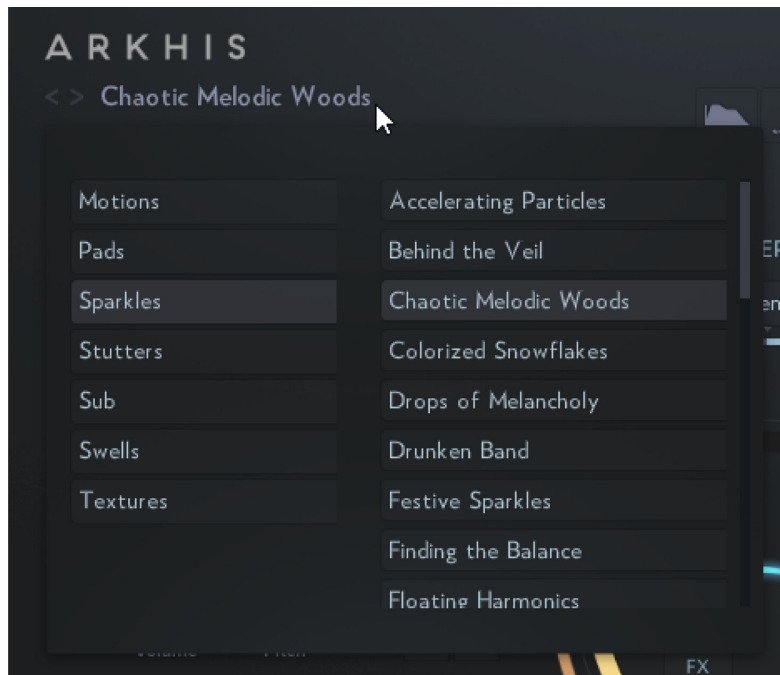 ARKHIS
< > Chaotic Melodic Woods
Motions
Pads
Sparkles
Stutters
Sub
Swells
Textures
Accelerating Particles
Behind the Veil
Chaotic Melodic Woods
Colorized Snowflakes
Drops of Melancholy
Drunken Band
Festive Sparkles
Finding the Balance
Floating Harmonics
FX